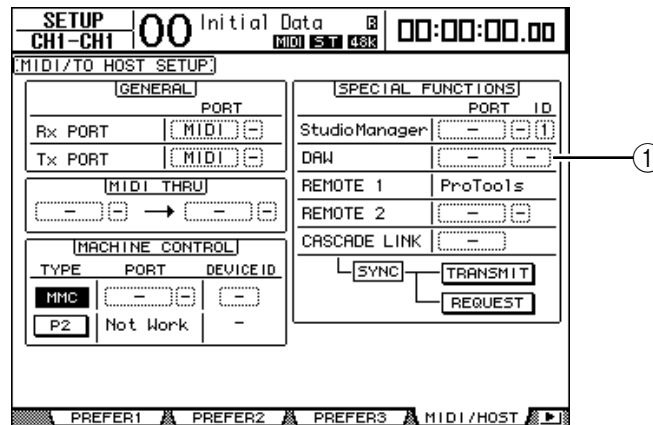 SETUP
CH1-CH1
00
Initial Data
MIDI ST 48k
00:00:00.00
MIDI/TO HOST SETUP
GENERAL
PORT
Rx PORT MIDI -
Tx PORT MIDI -
MIDI THRU
- - → - -
MACHINE CONTROL
TYPE PORT DEVICE ID
MMC - - -
P2 Not Work -
SPECIAL FUNCTIONS
PORT ID
StudioManager - - 1
DAW - -
REMOTE 1 ProTools
REMOTE 2 - -
CASCADE LINK -
SYNC TRANSMIT
REQUEST
1
PREFER1 PREFER2 PREFER3 MIDI/HOST